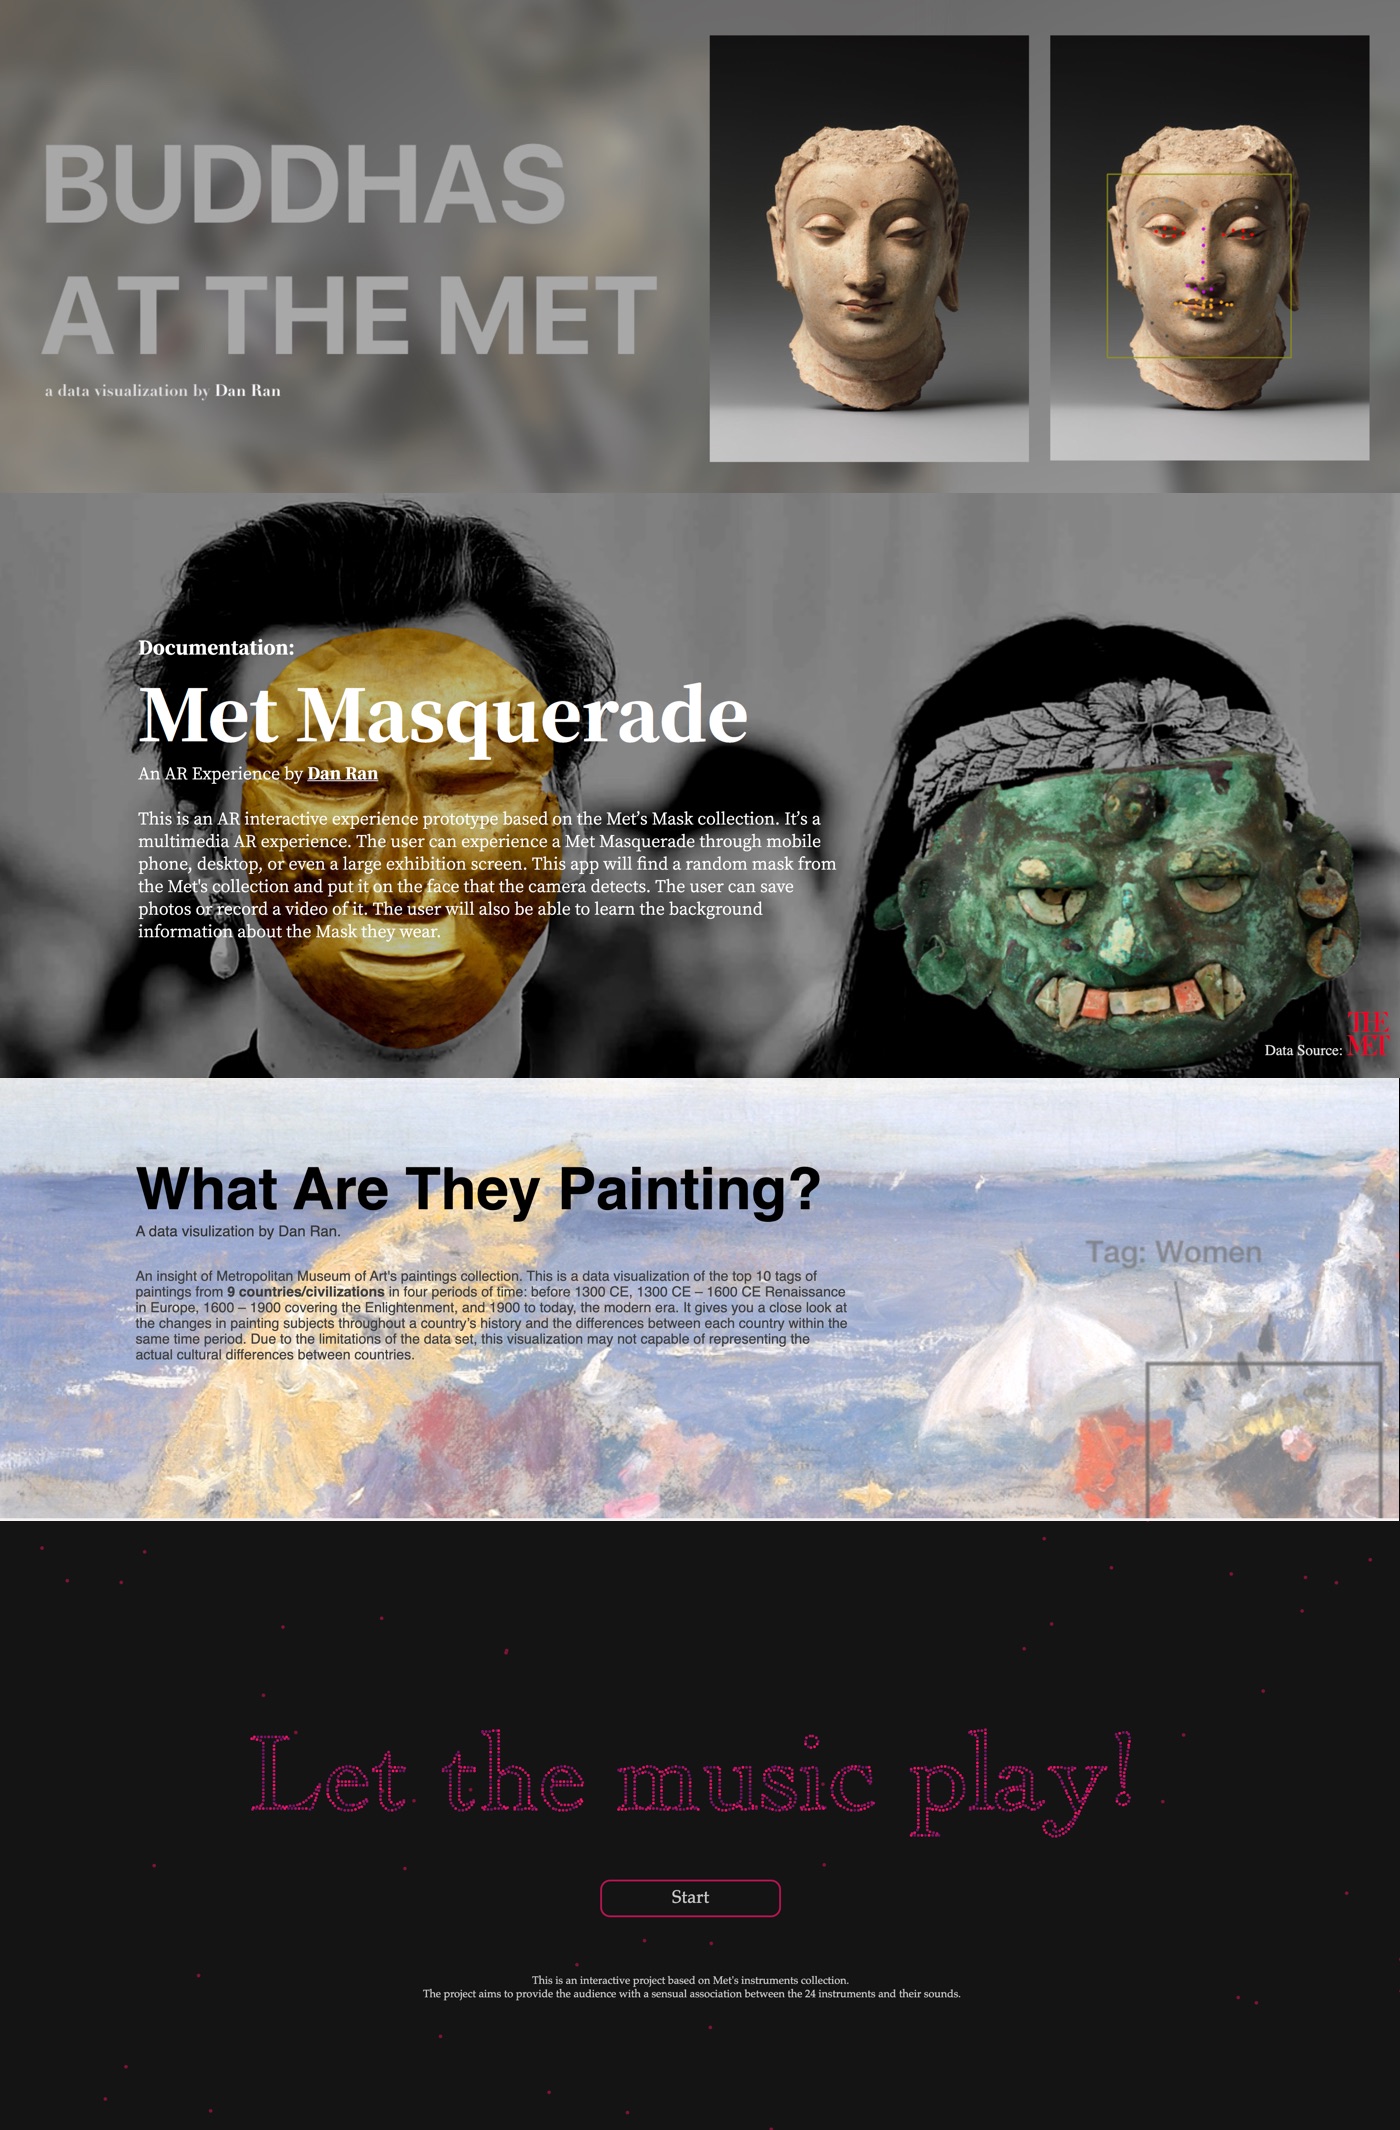 BUDDHAS
AT THE MET
a data visualization by Dan Ran
Documentation:
Met Masquerade
An AR Experience by Dan Ran
This is an AR interactive experience prototype based on the Met’s Mask collection. It’s a
multimedia AR experience. The user can experience a Met Masquerade through mobile
phone, desktop, or even a large exhibition screen. This app will find a random mask from
the Met's collection and put it on the face that the camera detects. The user can save
photos or record a video of it. The user will also be able to learn the background
information about the Mask they wear.
Data Source: THE MET
What Are They Painting?
A data visulization by Dan Ran.
Tag: Women
An insight of Metropolitan Museum of Art's paintings collection. This is a data visualization of the top 10 tags of
paintings from 9 countries/civilizations in four periods of time: before 1300 CE, 1300 CE – 1600 CE Renaissance
in Europe, 1600 – 1900 covering the Enlightenment, and 1900 to today, the modern era. It gives you a close look at
the changes in painting subjects throughout a country’s history and the differences between each country within the
same time period. Due to the limitations of the data set, this visualization may not capable of representing the
actual cultural differences between countries.
Let the music play!
Start
This is an interactive project based on Met's instruments collection.
The project aims to provide the audience with a sensual association between the 24 instruments and their sounds.